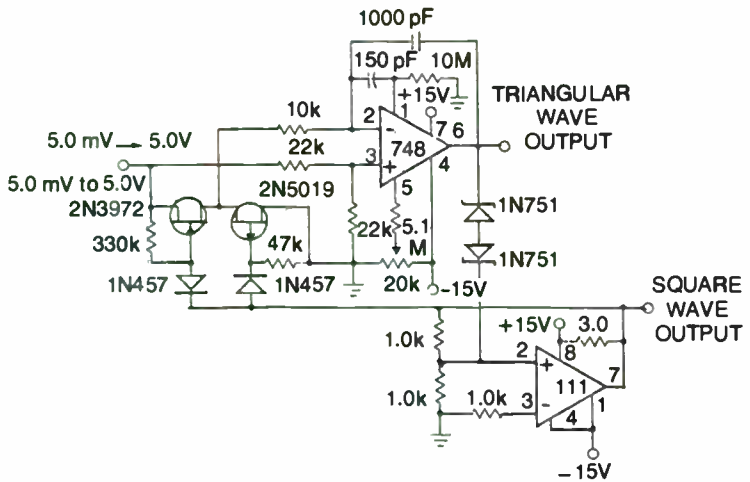 1000 pF
150 pF 10M
+15V
TRIANGULAR
WAVE
OUTPUT
10k
2
1
7 6
-
748
5.0 mV → 5.0V
22k
3
+
4
5
5.0 mV to 5.0V
2N3972
2N5019
1N751
330k
22k
5.1
M
47k
1N751
1N457
1N457
20k
-15V
SQUARE
WAVE
OUTPUT
+15V
3.0
1.0k
2
8
+
111
7
1.0k
1.0k
3
-
4
1
-15V